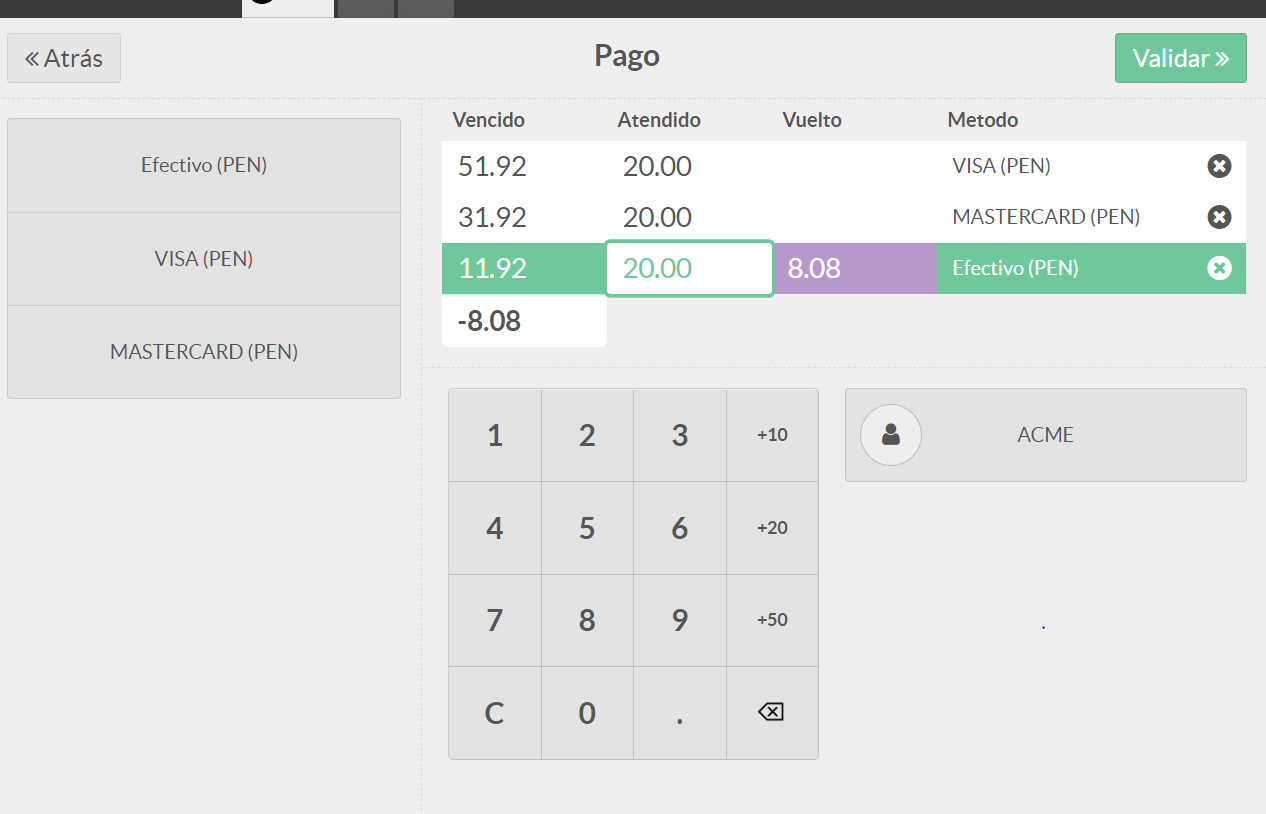 Atrás
Pago
Validar
Vencido Atendido Vuelto Metodo
51.92 20.00 VISA (PEN)
31.92 20.00 MASTERCARD (PEN)
11.92 20.00 8.08 Efectivo (PEN)
-8.08
Efectivo (PEN)
VISA (PEN)
MASTERCARD (PEN)
1 2 3 +10
4 5 6 +20
7 8 9 +50
C 0 .
ACME